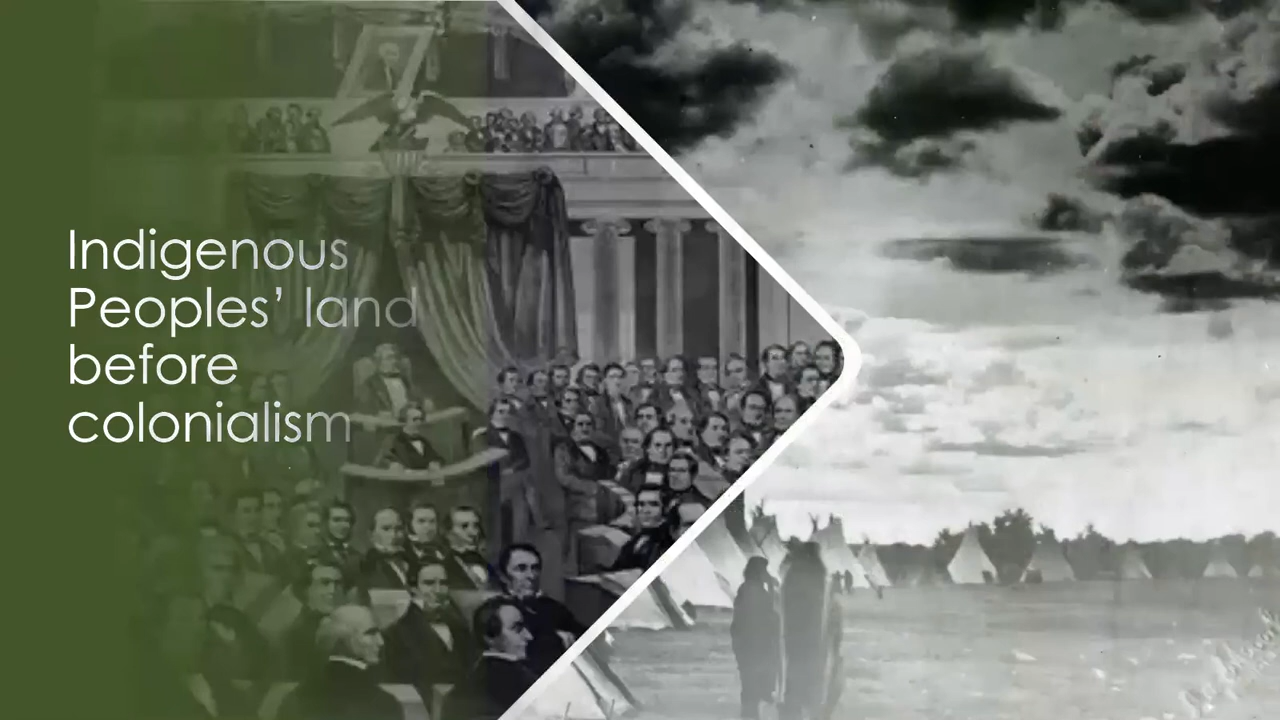 Indigenous
Peoples’ land
before
colonialism